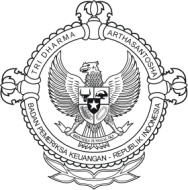 TRI DHARMA
ARTHASANTOSHA
BADAN PEMERIKSA KEUANGAN - REPUBLIK INDONESIA